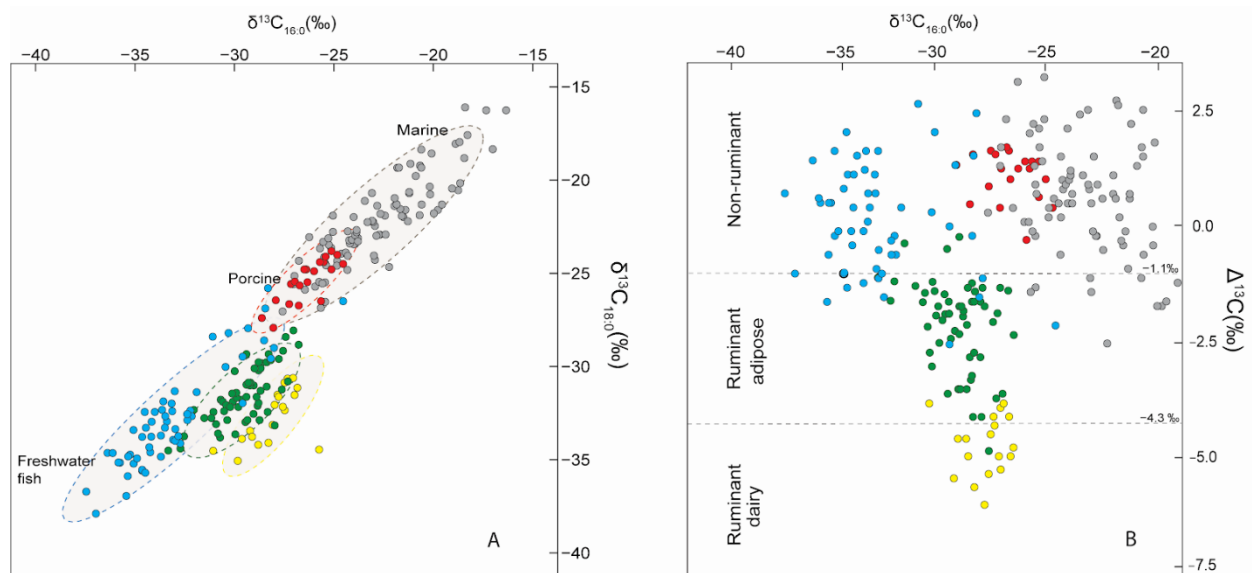 δ¹³C₁₆:₀(‰)
−40 −35 −30 −25 −20
−15
−20
−25
−30
−35
−40
δ¹³C₁₈:₀(‰)
Marine
Porcine
Freshwater
fish
A
δ¹³C₁₆:₀(‰)
−40 −35 −30 −25 −20
2.5
0.0
−2.5
−5.0
−7.5
Δ¹³C(‰)
Non-ruminant
Ruminant
adipose
Ruminant
dairy
−1.1‰
−4.3 ‰
B